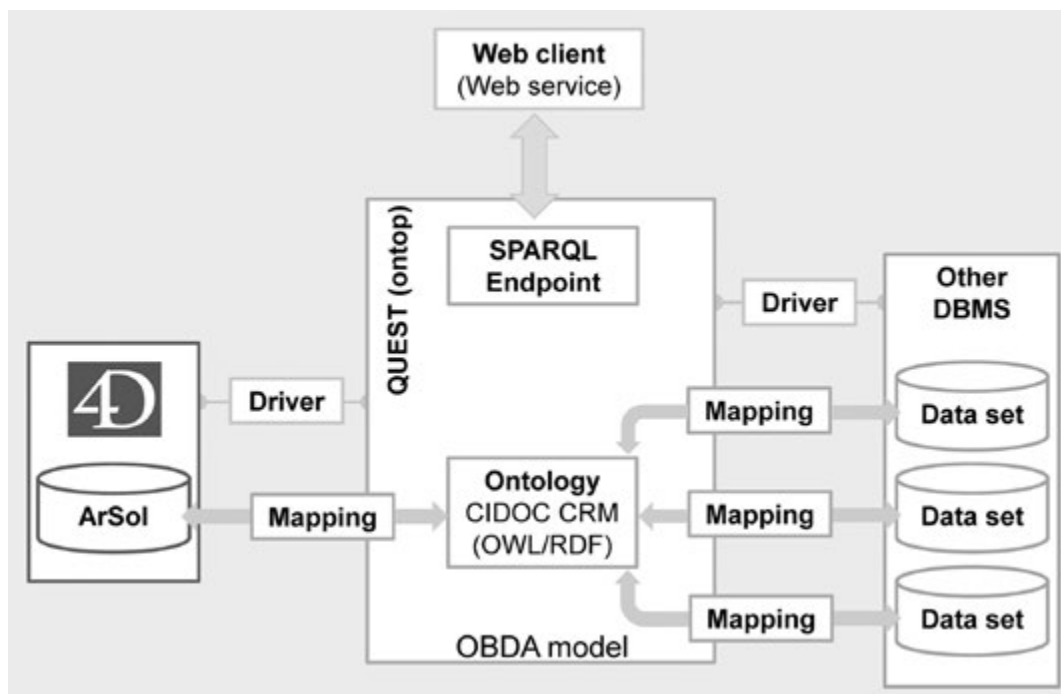 Web client
(Web service)
QUEST (ontop)
SPARQL
Endpoint
Driver
Other
DBMS
4D
Driver
Mapping
Data set
ArSol
Mapping
Ontology
CIDOC CRM
(OWL/RDF)
Mapping
Data set
Mapping
Data set
OBDA model